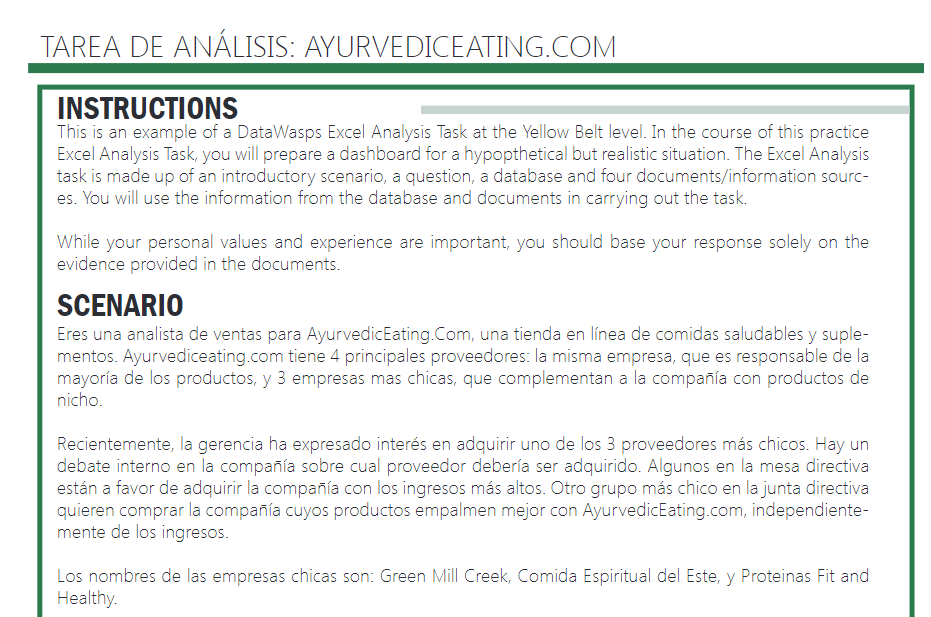 TAREA DE ANÁLISIS: AYURVEDICEATING.COM
INSTRUCTIONS
This is an example of a DataWasps Excel Analysis Task at the Yellow Belt level. In the course of this practice
Excel Analysis Task, you will prepare a dashboard for a hypopthetical but realistic situation. The Excel Analysis
task is made up of an introductory scenario, a question, a database and four documents/information sourc-
es. You will use the information from the database and documents in carrying out the task.
While your personal values and experience are important, you should base your response solely on the
evidence provided in the documents.
SCENARIO
Eres una analista de ventas para AyurvedicEating.Com, una tienda en línea de comidas saludables y suple-
mentos. Ayurvediceating.com tiene 4 principales proveedores: la misma empresa, que es responsable de la
mayoría de los productos, y 3 empresas mas chicas, que complementan a la compañía con productos de
nicho.
Recientemente, la gerencia ha expresado interés en adquirir uno de los 3 proveedores más chicos. Hay un
debate interno en la compañía sobre cual proveedor debería ser adquirido. Algunos en la mesa directiva
están a favor de adquirir la compañía con los ingresos más altos. Otro grupo más chico en la junta directiva
quieren comprar la compañía cuyos productos empalmen mejor con AyurvedicEating.com, independiente-
mente de los ingresos.
Los nombres de las empresas chicas son: Green Mill Creek, Comida Espiritual del Este, y Proteinas Fit and
Healthy.